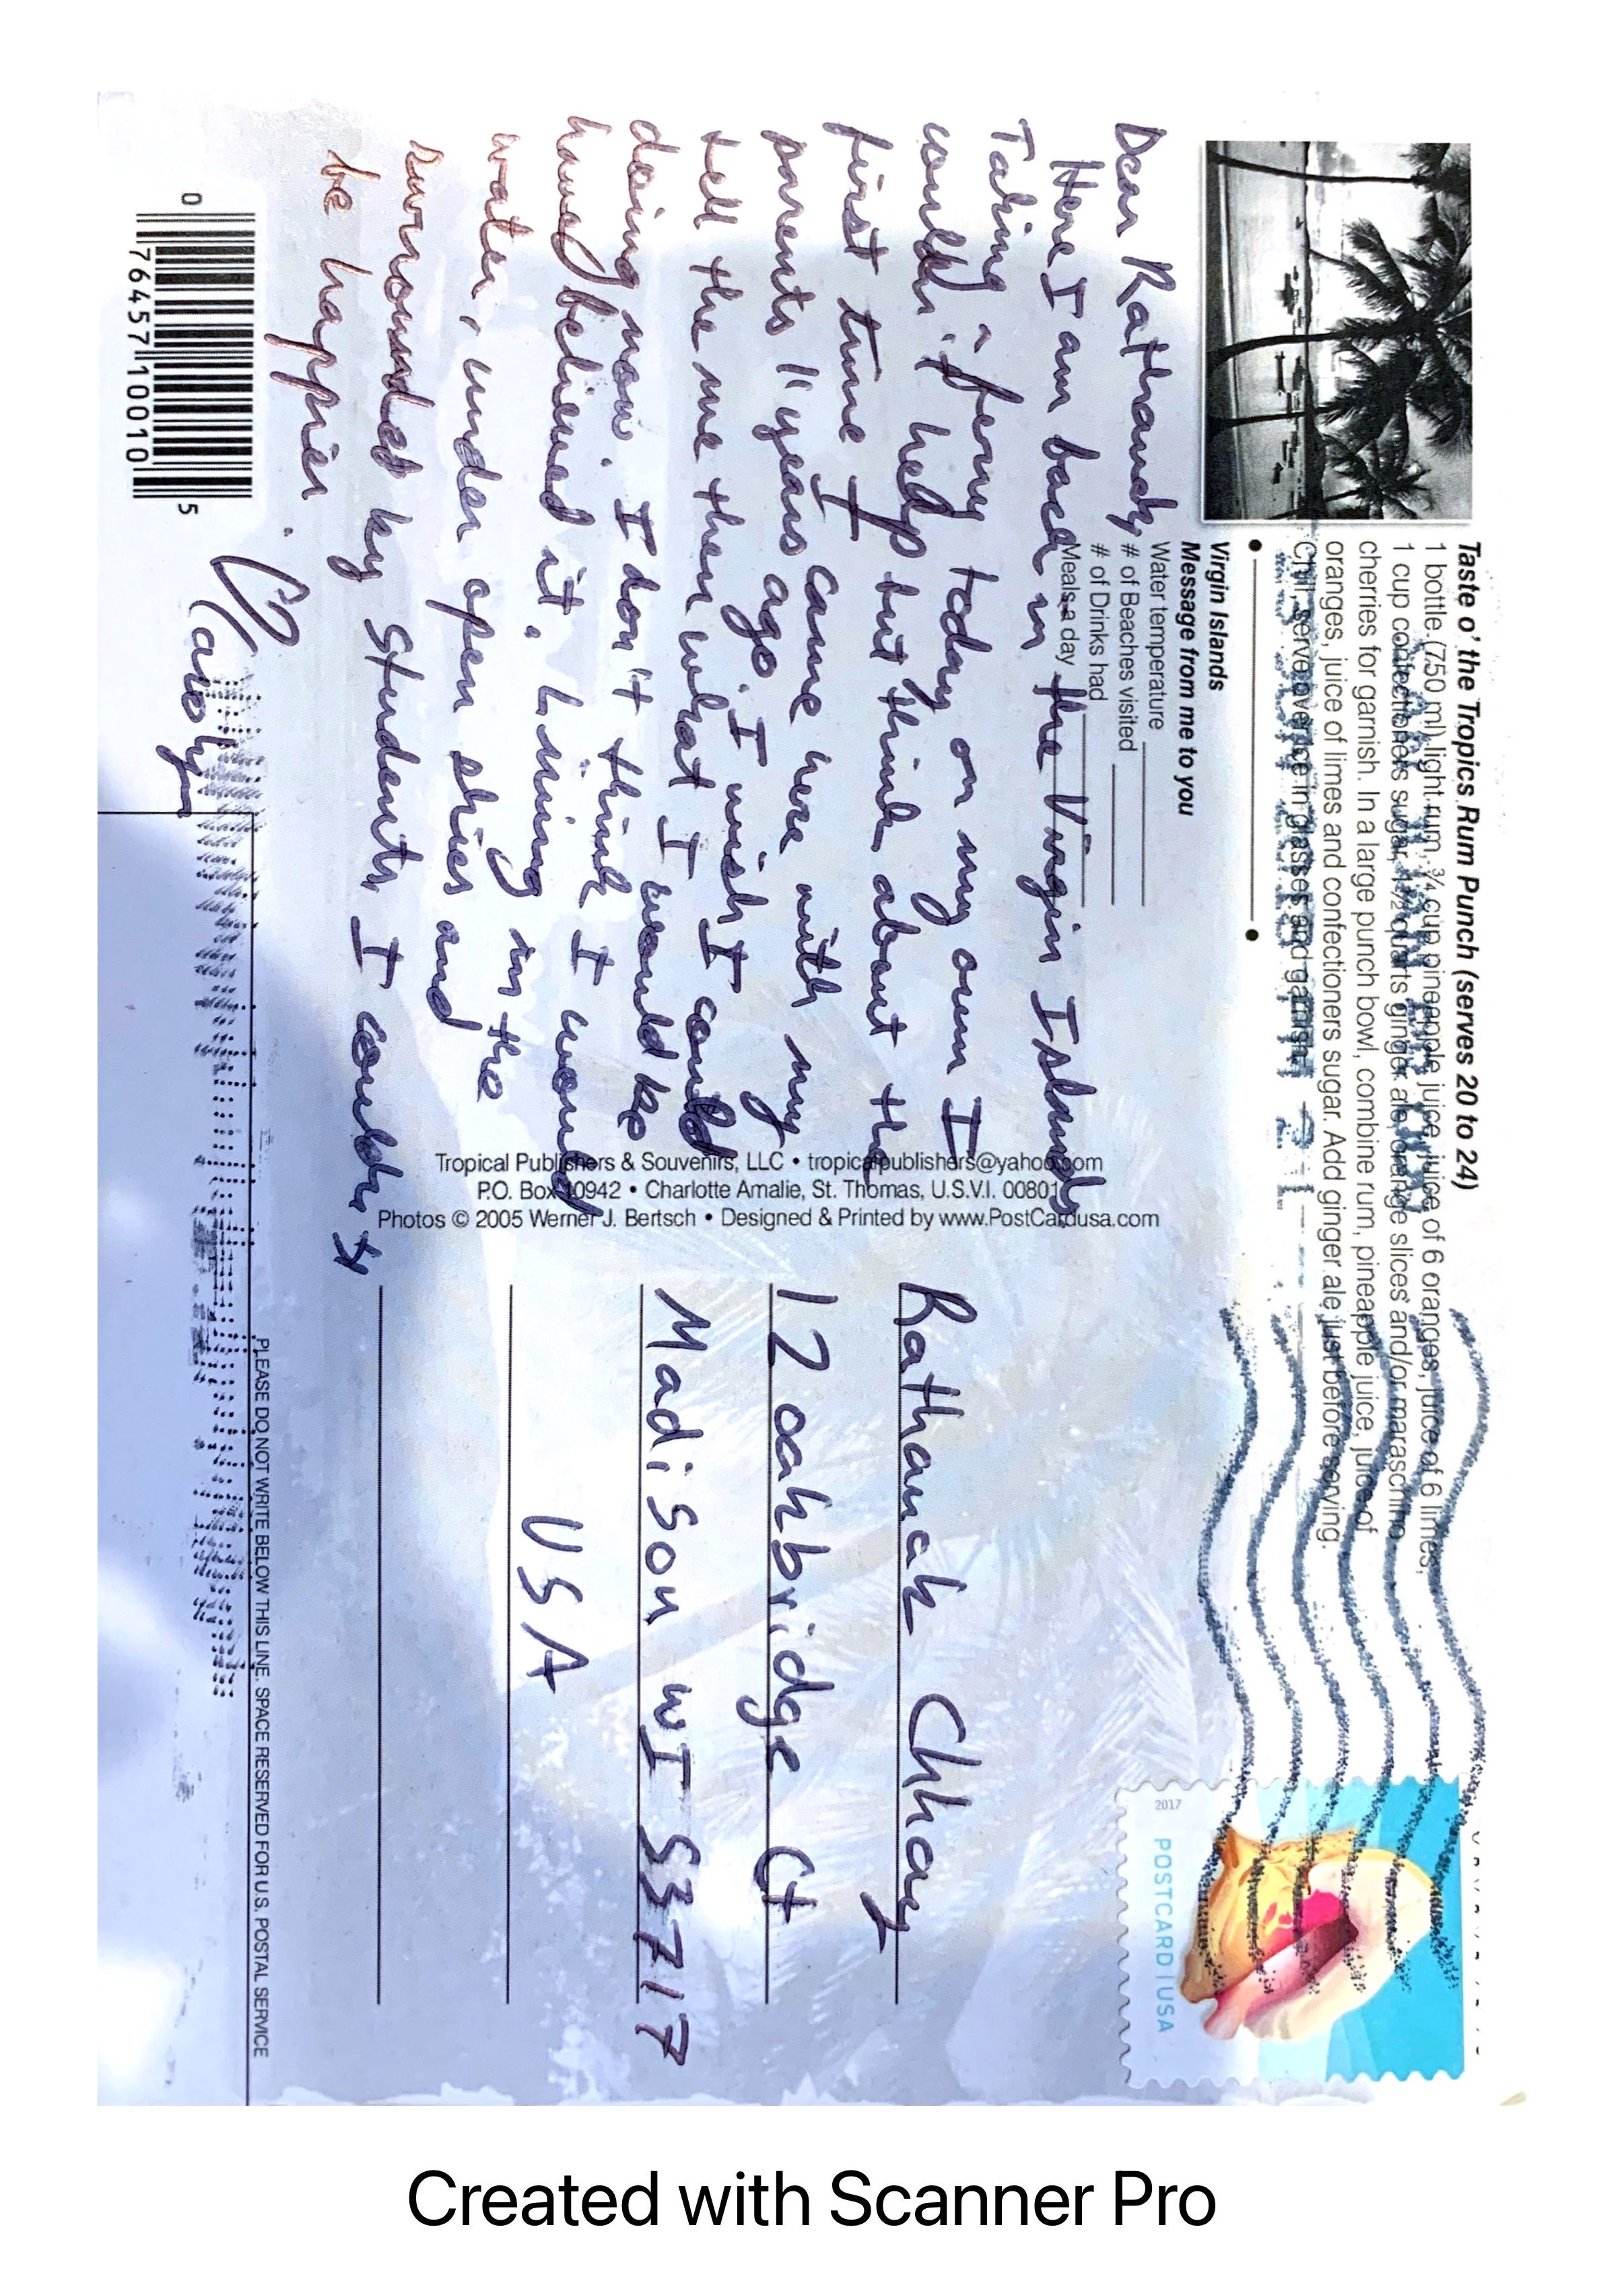 Taste o' the Tropics Rum Punch (serves 20 to 24)
1 bottle (750 ml) light rum, ¾ cup pineapple juice, juice of 6 oranges, juice of 6 limes,
1 cup confectioners sugar, quarts ginger ale, orange slices and/or maraschino
cherries for garnish. In a large punch bowl, combine rum, pineapple juice, juice of
oranges, juice of limes and confectioners sugar. Add ginger ale just before serving.
Chill, serve over ice in glasses and garnish.
Virgin Islands
Message from me to you
Water temperature
# of Beaches visited
# of Drinks had
Meals a day
Dear Rathanak,
Here I am back in the Virgin Islands
Taking a ferry today on my own I
couldn't help but think about the
first time I came here with my
parents 11 years ago. I wish I could
tell the me then what I would be
doing now. I don't think I would
have believed it. Living in the
water, under open skies and
surrounded by students I couldn't
be happier.
Carolyn
Tropical Publishers & Souvenirs, LLC • tropicalpublishers@yahoo.com
P.O. Box 10942 • Charlotte Amalie, St. Thomas, U.S.V.I. 00801
Photos © 2005 Werner J. Bertsch • Designed & Printed by www.PostCardusa.com
Rathanak Chhay
12 Oakbridge Ct
Madison WI 53717
USA
2017
POSTCARD | USA
0 76457 10010 5
PLEASE DO NOT WRITE BELOW THIS LINE. SPACE RESERVED FOR U.S. POSTAL SERVICE
Created with Scanner Pro